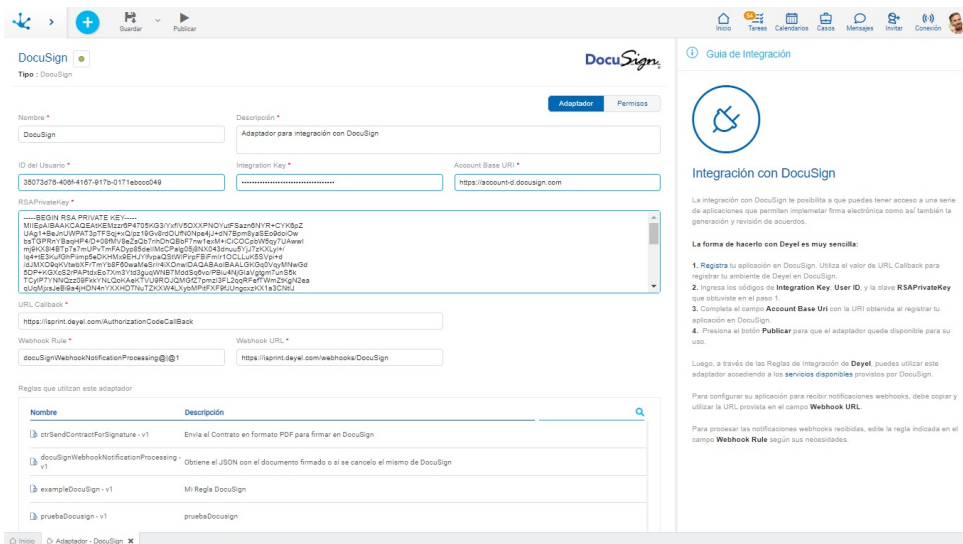 Guardar
Publicar
54
Inicio
Tareas
Calendarios
Casos
Mensajes
Invitar
Conexión
DocuSign
Tipo : DocuSign
DocuSign
Adaptador
Permisos
Nombre *
Descripción *
DocuSign
Adaptador para integración con DocuSign
ID del Usuario *
Integration Key *
Account Base URI *
35073d76-406f-4167-917b-0171ebccc049
https://account-d.docusign.com
RSAPrivateKey *
-----BEGIN RSA PRIVATE KEY-----
URL Callback *
https://isprint.deyel.com/AuthorizationCodeCallBack
Webhook Rule *
Webhook URL *
docuSignWebhookNotificationProcessing@|@1
https://isprint.deyel.com/webhooks/DocuSign
Reglas que utilizan este adaptador
Nombre
Descripción
ctrSendContractForSignature - v1
Envia el Contrato en formato PDF para firmar en DocuSign
docuSignWebhookNotificationProcessing - v1
Obtiene el JSON con el documento firmado o si se cancelo el mismo de DocuSign
exampleDocuSign - v1
Mi Regla DocuSign
pruebaDocusign - v1
pruebaDocusign
Guia de Integración
Integración con DocuSign
La integración con DocuSign te posibilita a que puedas tener acceso a una serie
de aplicaciones que permiten implemetar firma electrónica como así también la
generación y revisión de acuerdos.
La forma de hacerlo con Deyel es muy sencilla:
1. Registra tu aplicación en DocuSign. Utiliza el valor de URL Callback para
registrar tu ambiente de Deyel en DocuSign.
2. Ingresa los códigos de Integration Key, User ID, y la clave RSAPrivateKey
que obtuviste en el paso 1.
3. Completa el campo Account Base Uri con la URI obtenida al registrar tu
aplicación en DocuSign.
4. Presiona el botón Publicar para que el adaptador quede disponible para su
uso.
Luego, a través de las Reglas de Integración de Deyel, puedes utilizar este
adaptador accediendo a los servicios disponibles provistos por DocuSign.
Para configurar su aplicación para recibir notificaciones webhooks, debe copiar y
utilizar la URL provista en el campo Webhook URL.
Para procesar las notificaciones webhooks recibidas, edite la regla indicada en el
campo Webhook Rule según sus necesidades.
Inicio
Adaptador - DocuSign